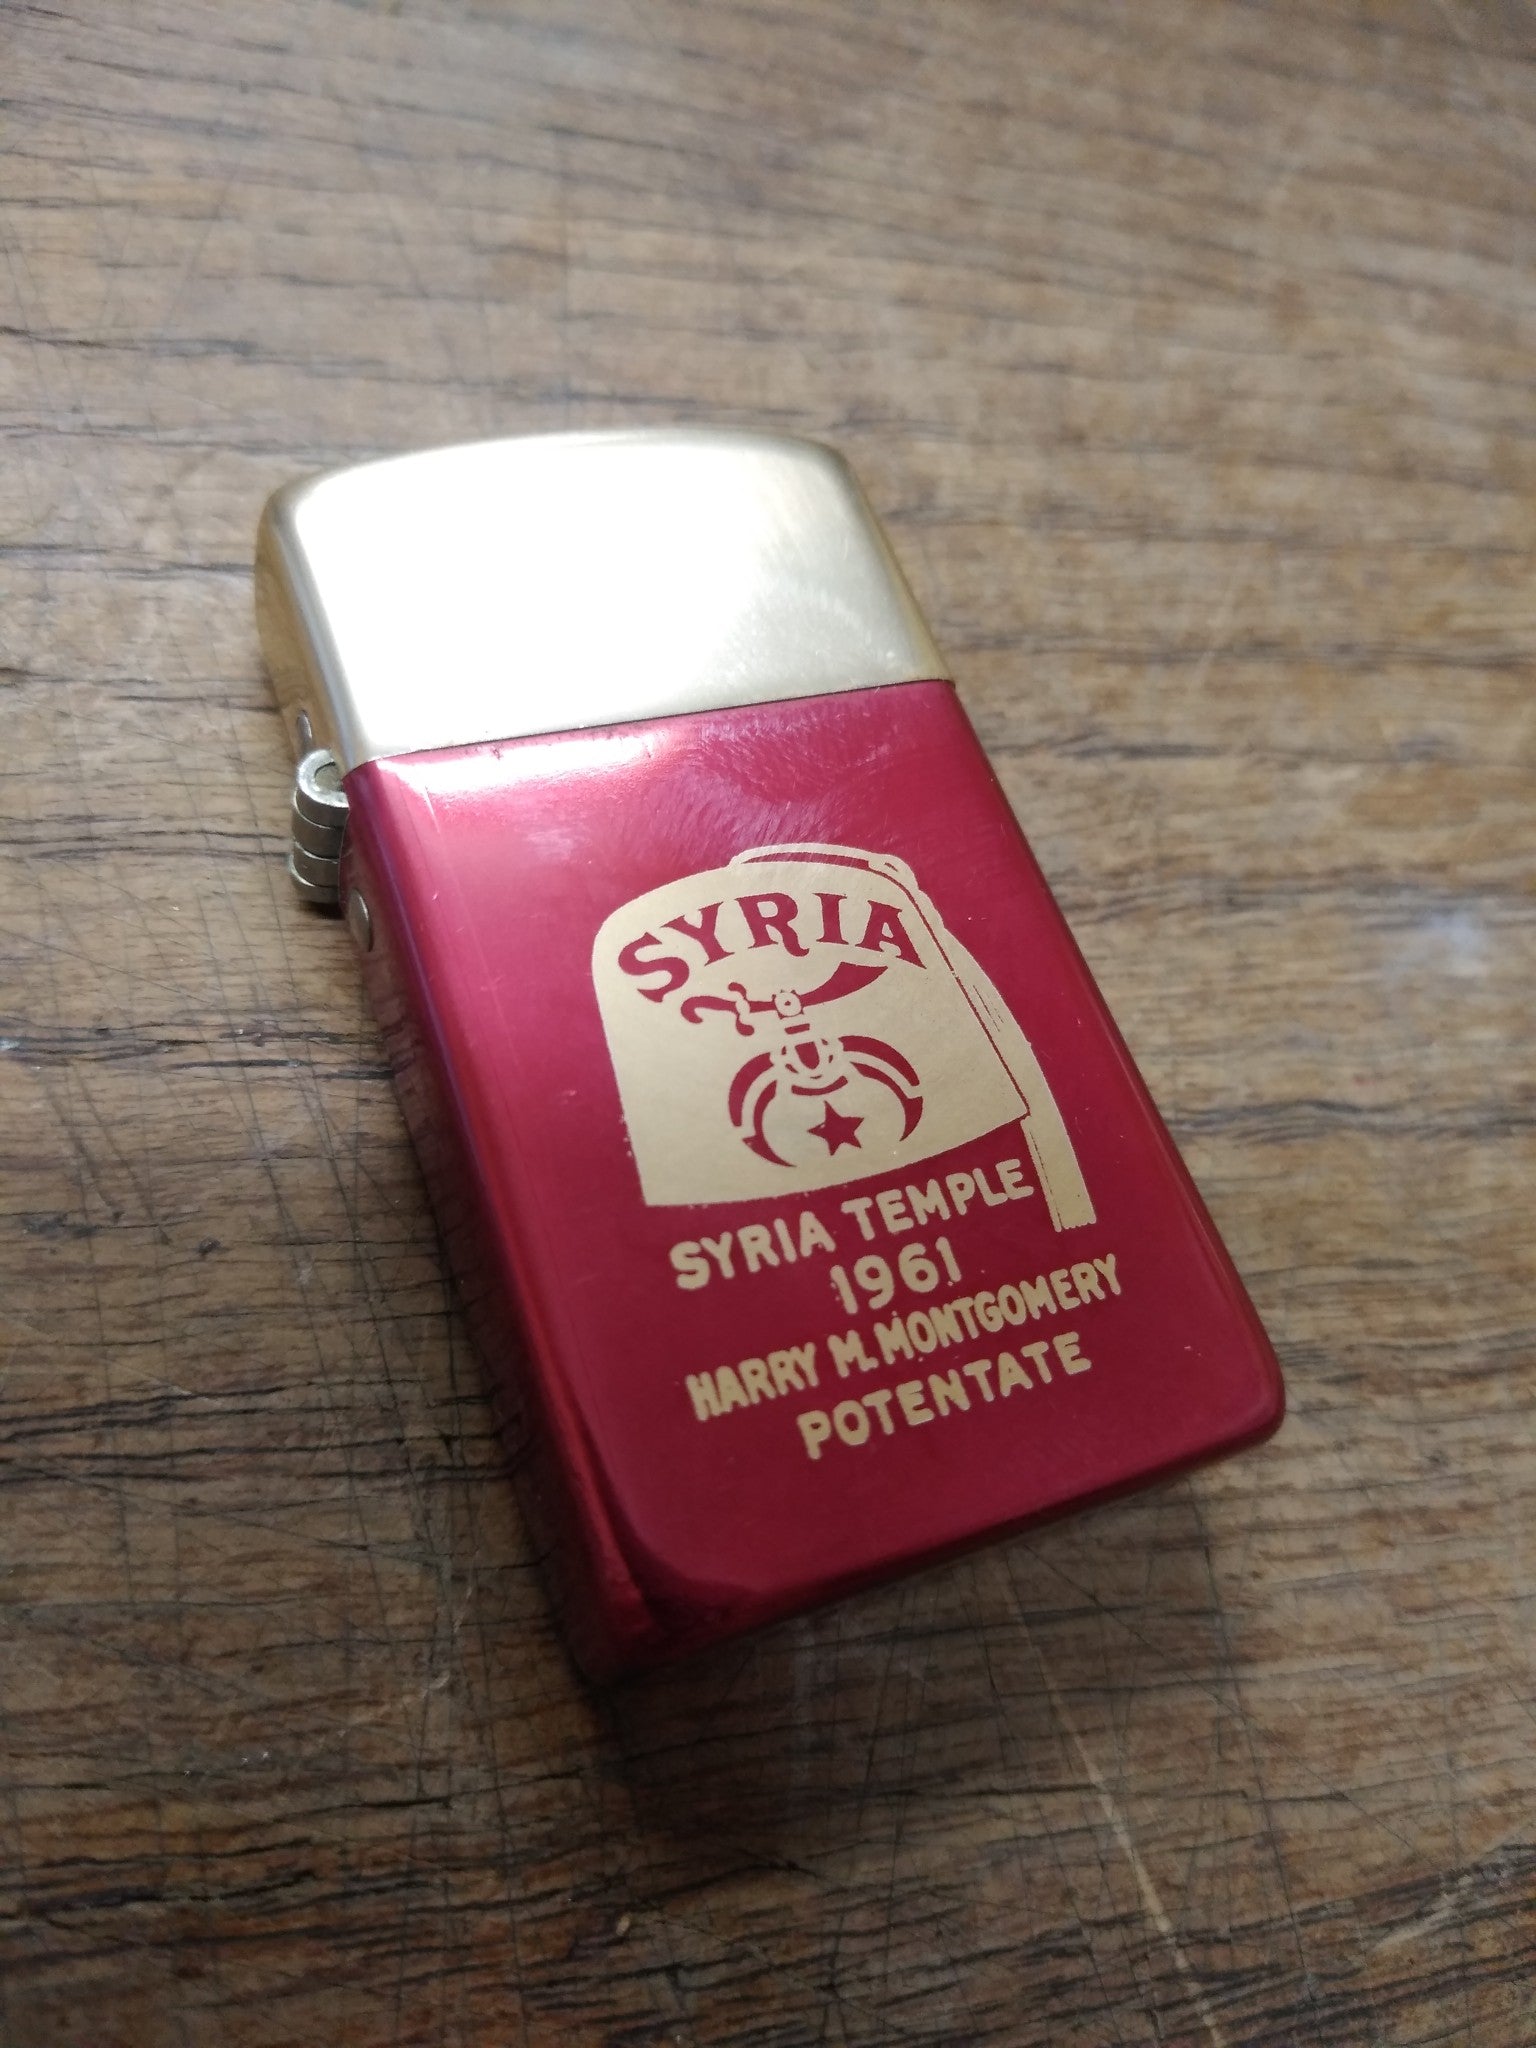 SYRIA
SYRIA TEMPLE
1961
HARRY M. MONTGOMERY
POTENTATE